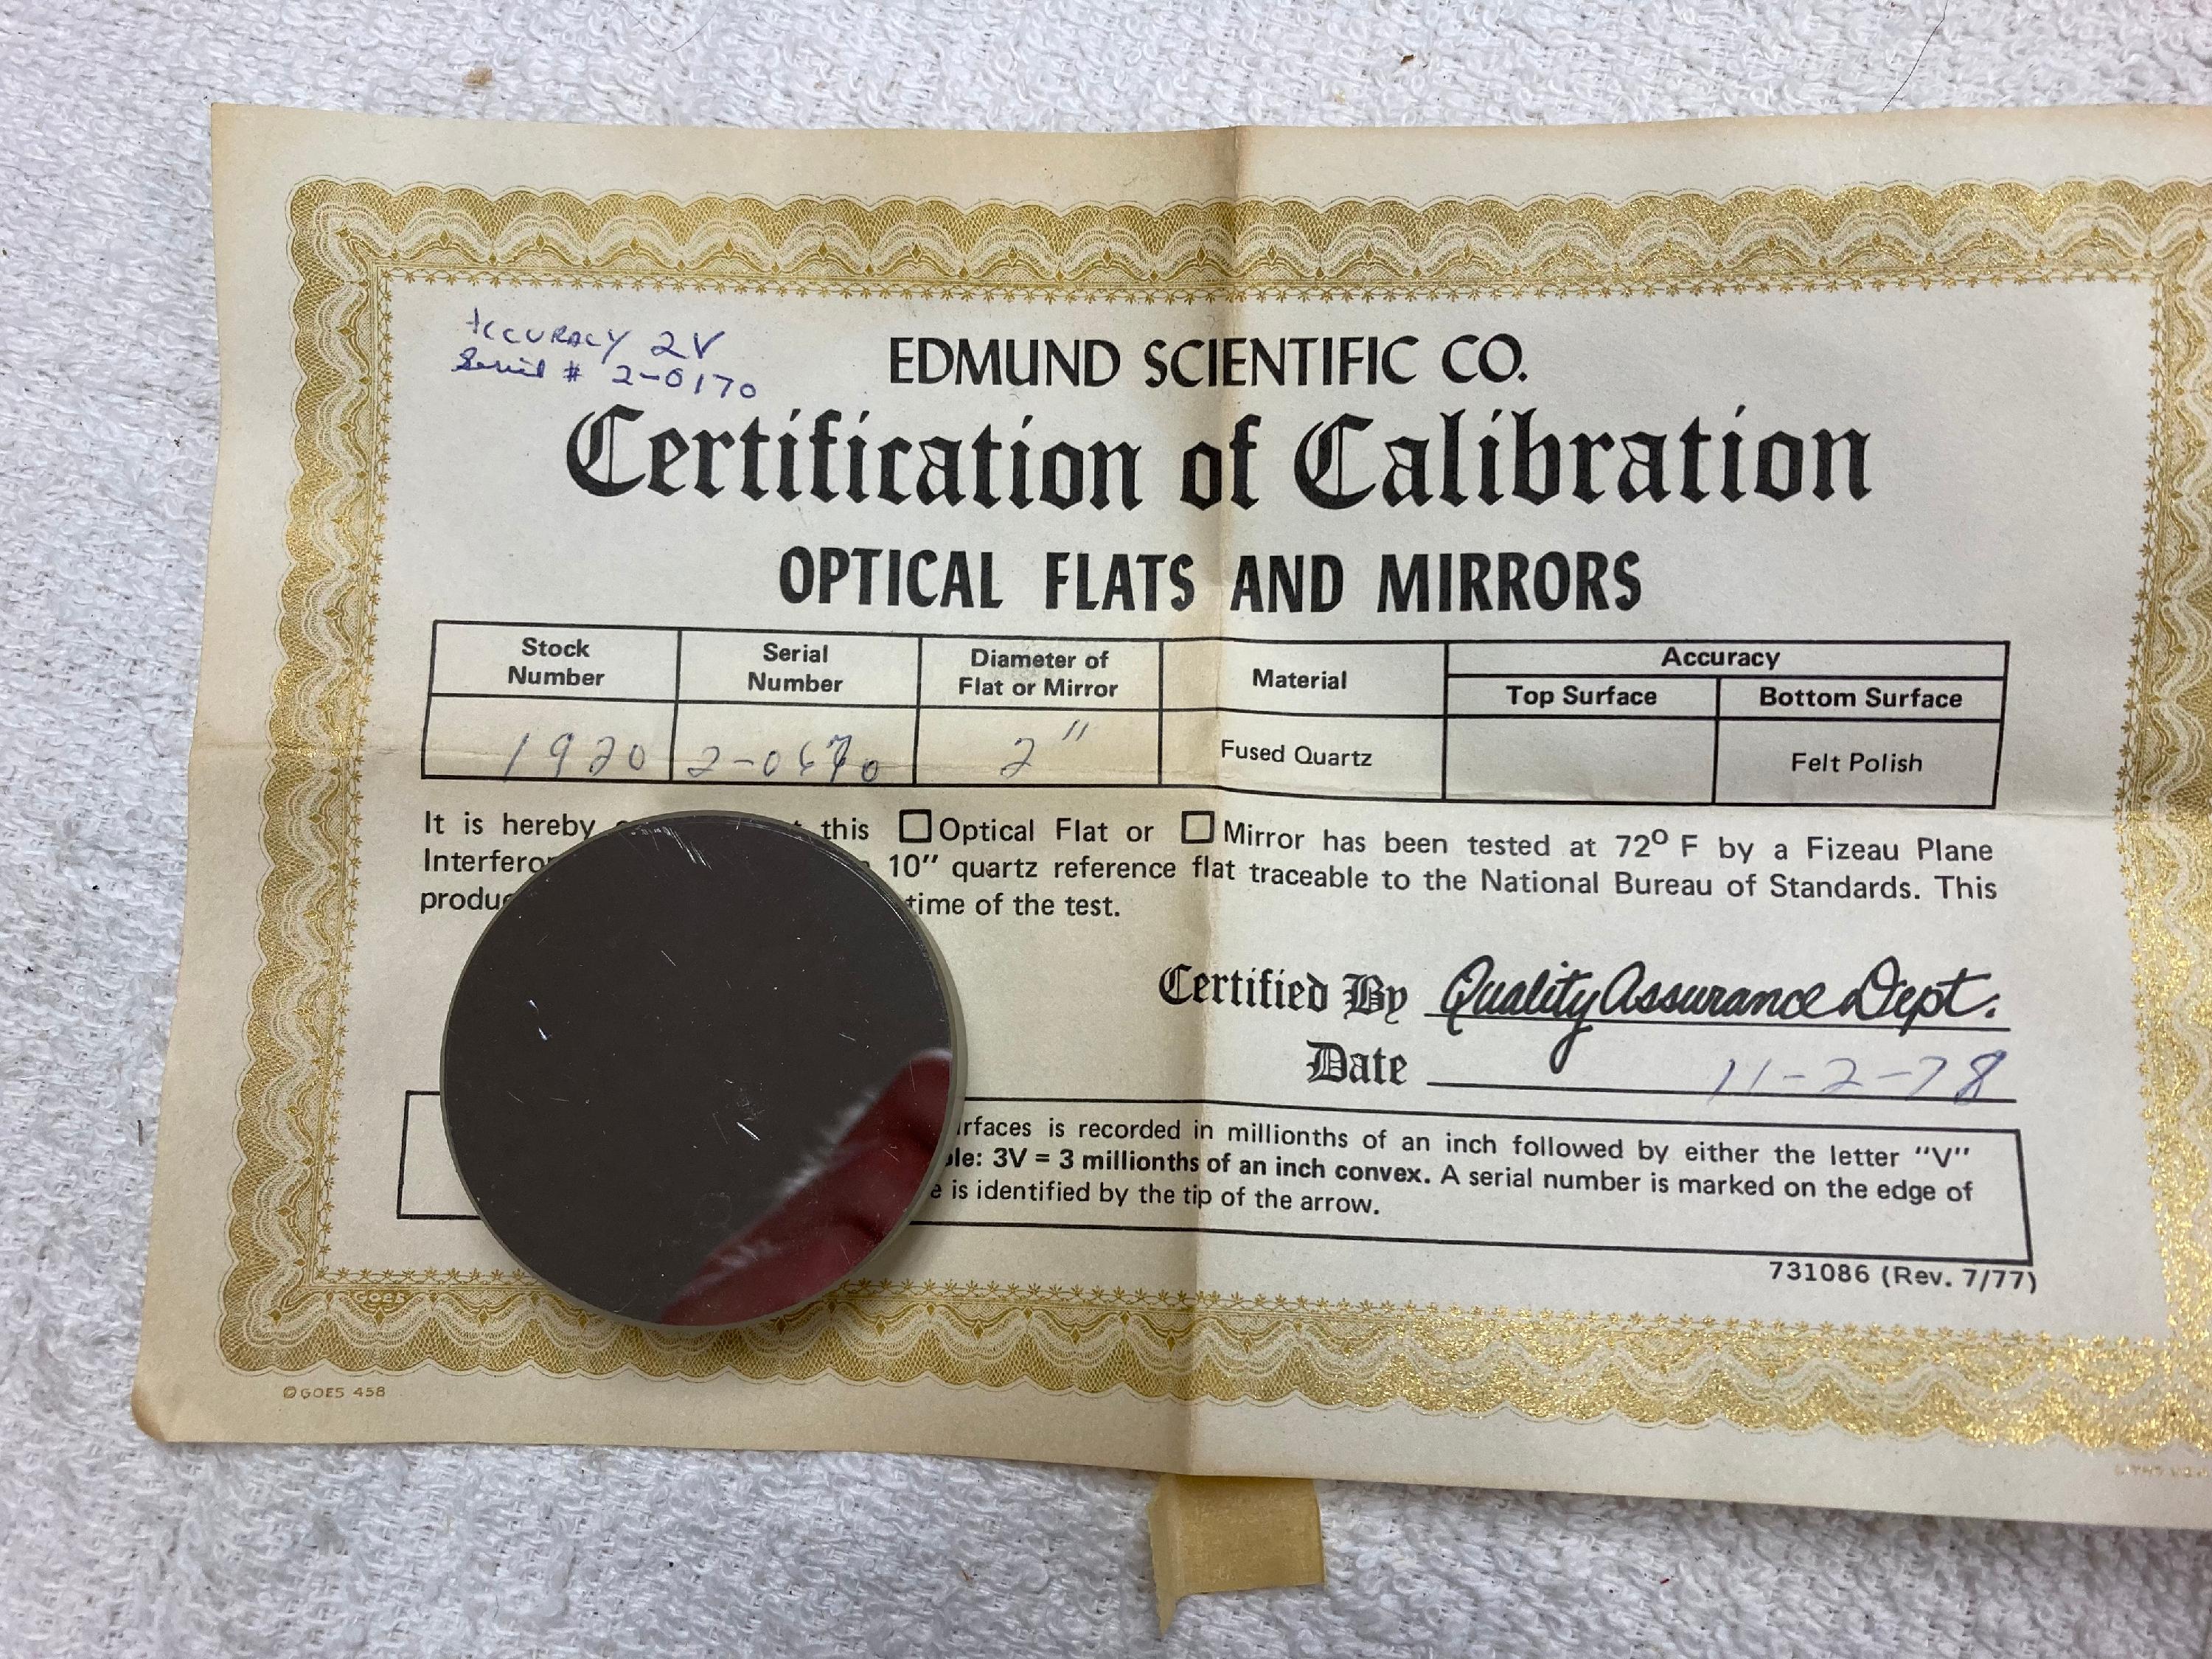 ACCURACY 2V
Serial # 2-0170
EDMUND SCIENTIFIC CO.
Certification of Calibration
OPTICAL FLATS AND MIRRORS
Stock Number
Serial Number
Diameter of Flat or Mirror
Material
Accuracy
Top Surface
Bottom Surface
1920
2"
Fused Quartz
Felt Polish
It is hereby this Optical Flat or Mirror has been tested at 72° F by a Fizeau Plane
10" quartz reference flat traceable to the National Bureau of Standards. This
time of the test.
Certified By Quality Assurance Dept.
Date 11-2-78
is recorded in millionths of an inch followed by either the letter "V"
3V = 3 millionths of an inch convex. A serial number is marked on the edge of
is identified by the tip of the arrow.
731086 (Rev. 7/77)
GOES
©GOES 458